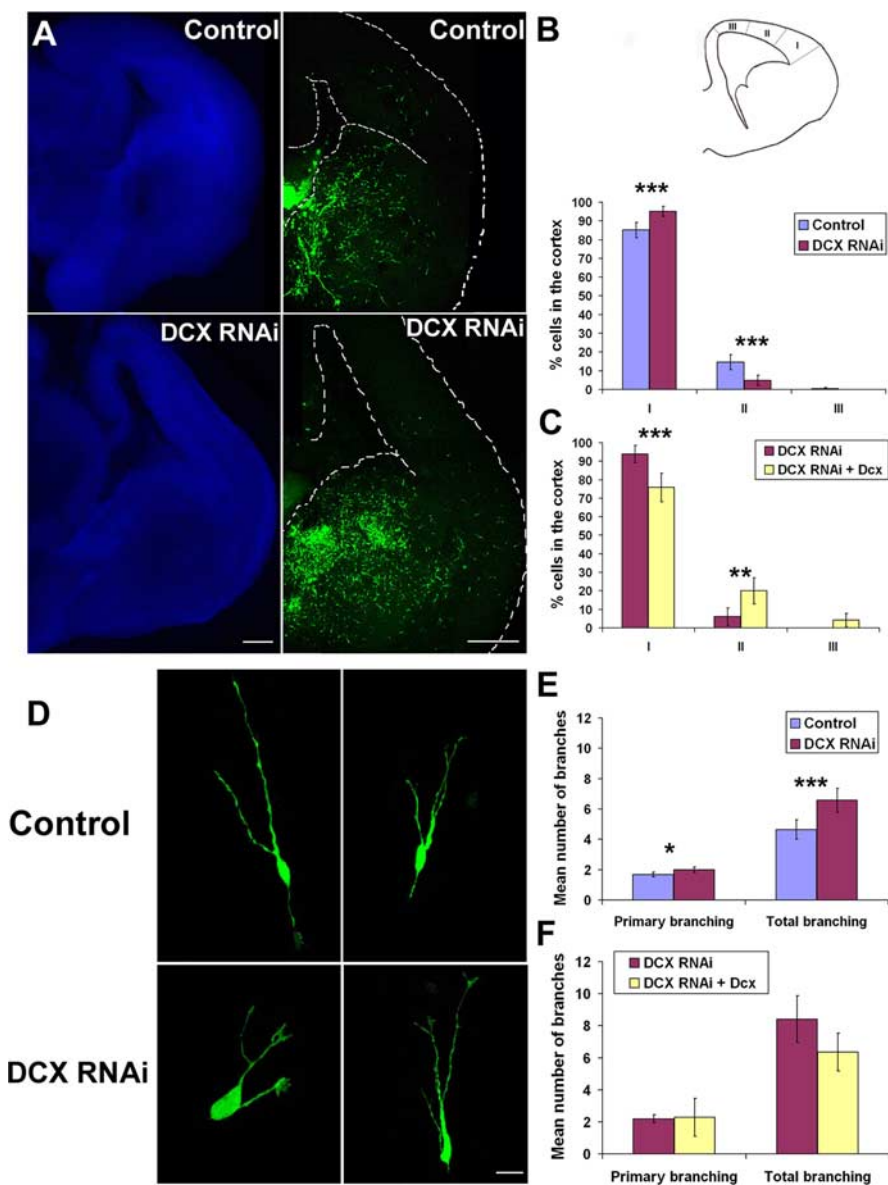 A
Control
Control
DCX RNAi
DCX RNAi
B
III
II
I
***
***
% cells in the cortex
100
90
80
70
60
50
40
30
20
10
0
I
II
III
Control
DCX RNAi
C
***
**
% cells in the cortex
100
90
80
70
60
50
40
30
20
10
0
I
II
III
DCX RNAi
DCX RNAi + Dcx
D
Control
DCX RNAi
E
*
***
Mean number of branches
12
10
8
6
4
2
0
Primary branching
Total branching
Control
DCX RNAi
F
Mean number of branches
12
10
8
6
4
2
0
Primary branching
Total branching
DCX RNAi
DCX RNAi + Dcx